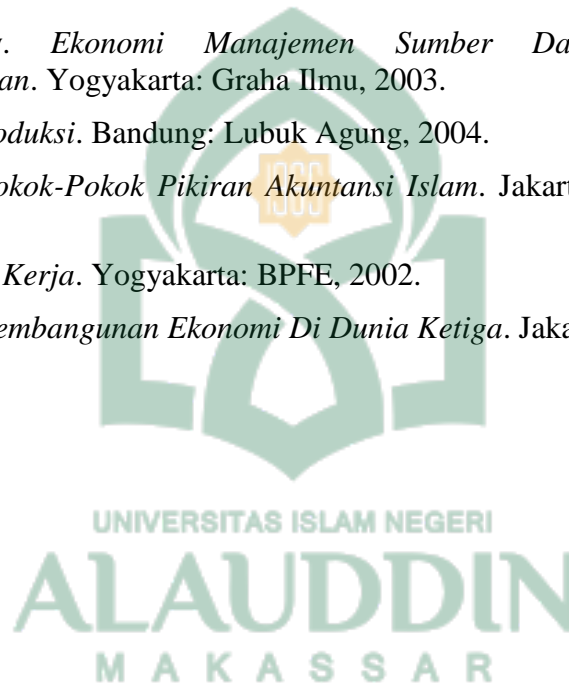 . Ekonomi Manajemen Sumber Da
an. Yogyakarta: Graha Ilmu, 2003.
oduksi. Bandung: Lubuk Agung, 2004.
okok-Pokok Pikiran Akuntansi Islam. Jakart
Kerja. Yogyakarta: BPFE, 2002.
embangunan Ekonomi Di Dunia Ketiga. Jaka
UNIVERSITAS ISLAM NEGERI
ALAUDDIN
MAKASSAR